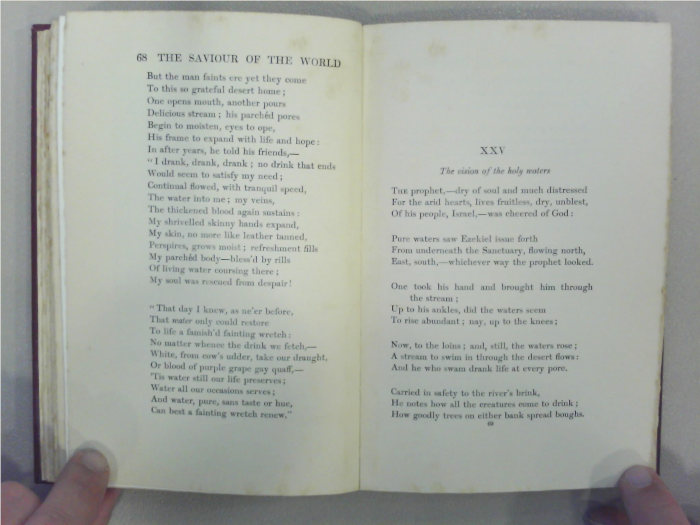 68 THE SAVIOUR OF THE WORLD
But the man faints ere yet they come
To this so grateful desert home;
One opens mouth, another pours
Delicious stream; his parchéd pores
Begin to moisten, eyes to ope,
His frame to expand with life and hope:
In after years, he told his friends,—
"I drank, drank, drank; no drink that ends
Would seem to satisfy my need;
Continual flowed, with tranquil speed,
The water into me; my veins,
The thickened blood again sustains:
My shrivelled skinny hands expand,
My skin, no more like leather tanned,
Perspires, grows moist; refreshment fills
My parchéd body—bless'd by rills
Of living water coursing there;
My soul was rescued from despair!
"That day I knew, as ne'er before,
That water only could restore
To life a famish'd fainting wretch:
No matter whence the drink we fetch,—
White, from cow's udder, take our draught,
Or blood of purple grape gay quaff,—
'Tis water still our life preserves;
Water all our occasions serves;
And water, pure, sans taste or hue,
Can best a fainting wretch renew."
XXV
The vision of the holy waters
THE prophet,—dry of soul and much distressed
For the arid hearts, lives fruitless, dry, unblest,
Of his people, Israel,—was cheered of God:
Pure waters saw Ezekiel issue forth
From underneath the Sanctuary, flowing north,
East, south,—whichever way the prophet looked.
One took his hand and brought him through
the stream;
Up to his ankles, did the waters seem
To rise abundant; nay, up to the knees;
Now, to the loins; and, still, the waters rose;
A stream to swim in through the desert flows:
And he who swam drank life at every pore.
Carried in safety to the river's brink,
He notes how all the creatures come to drink;
How goodly trees on either bank spread boughs.
69